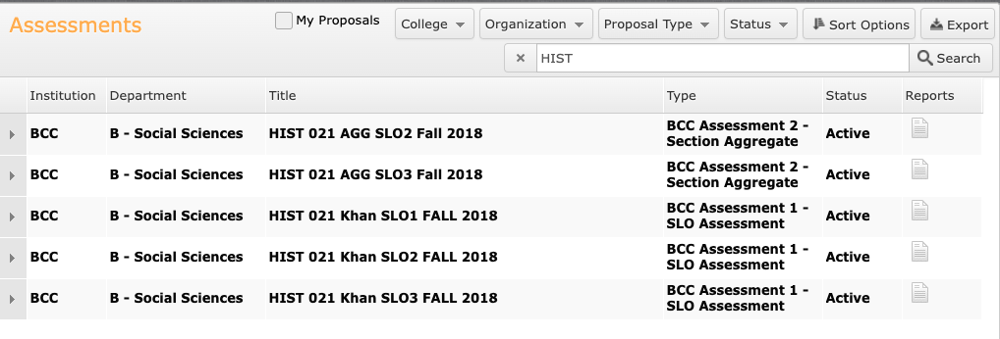 Assessments
My Proposals
College
Organization
Proposal Type
Status
Sort Options
Export
× HIST
Search
Institution Department Title Type Status Reports
BCC B - Social Sciences HIST 021 AGG SLO2 Fall 2018 BCC Assessment 2 - Active
Section Aggregate
BCC B - Social Sciences HIST 021 AGG SLO3 Fall 2018 BCC Assessment 2 - Active
Section Aggregate
BCC B - Social Sciences HIST 021 Khan SLO1 FALL 2018 BCC Assessment 1 - Active
SLO Assessment
BCC B - Social Sciences HIST 021 Khan SLO2 FALL 2018 BCC Assessment 1 - Active
SLO Assessment
BCC B - Social Sciences HIST 021 Khan SLO3 FALL 2018 BCC Assessment 1 - Active
SLO Assessment